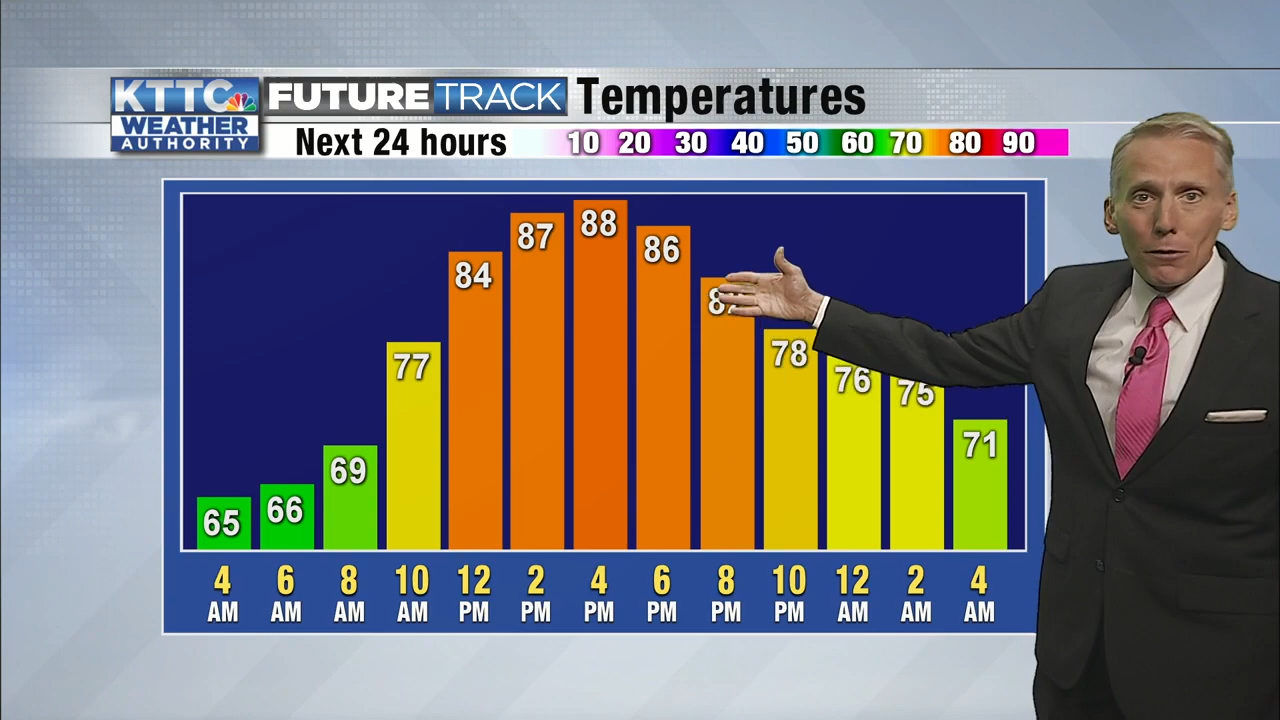 KTTC FUTURE TRACK Temperatures
WEATHER
AUTHORITY
Next 24 hours 10 20 30 40 50 60 70 80 90
65 66 69 77 84 87 88 86 78 76 75 71
4 6 8 10 12 2 4 6 8 10 12 2 4
AM AM AM AM PM PM PM PM PM PM AM AM AM